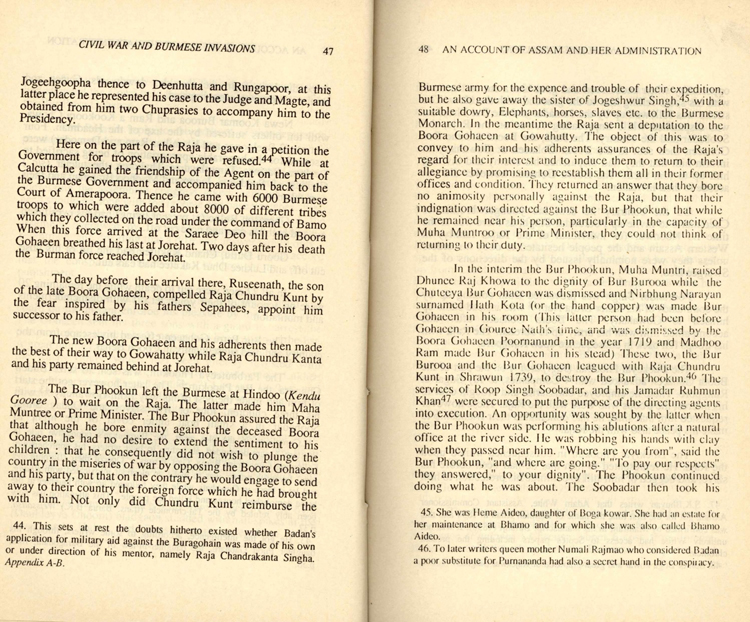 CIVIL WAR AND BURMESE INVASIONS 47
Jogeehgoopha thence to Deenhutta and Rungapoor, at this
latter place he represented his case to the Judge and Magte, and
obtained from him two Chuprasies to accompany him to the
Presidency.
Here on the part of the Raja he gave in a petition the
Government for troops which were refused.44 While at
Calcutta he gained the friendship of the Agent on the part of
the Burmese Government and accompanied him back to the
Court of Amerapoora. Thence he came with 6000 Burmese
troops to which were added about 8000 of different tribes
which they collected on the road under the command of Bamo
When this force arrived at the Saraee Deo hill the Boora
Gohaeen breathed his last at Jorehat. Two days after his death
the Burman force reached Jorehat.
The day before their arrival there, Ruseenath, the son
of the late Boora Gohaeen, compelled Raja Chundru Kunt by
the fear inspired by his fathers Sepahees, appoint him
successor to his father.
The new Boora Gohaeen and his adherents then made
the best of their way to Gowahatty while Raja Chundru Kanta
and his party remained behind at Jorehat.
The Bur Phookun left the Burmese at Hindoo (Kendu
Gooree ) to wait on the Raja. The latter made him Maha
Muntree or Prime Minister. The Bur Phookun assured the Raja
that although he bore enmity against the deceased Boora
Gohaeen, he had no desire to extend the sentiment to his
children : that he consequently did not wish to plunge the
country in the miseries of war by opposing the Boora Gohaeen
and his party, but that on the contrary he would engage to send
away to their country the foreign force which he had brought
with him. Not only did Chundru Kunt reimburse the
44. This sets at rest the doubts hitherto existed whether Badan's
application for military aid against the Buragohain was made of his own
or under direction of his mentor, namely Raja Chandrakanta Singha.
Appendix A-B.
48 AN ACCOUNT OF ASSAM AND HER ADMINISTRATION
Burmese army for the expence and trouble of their expedition,
but he also gave away the sister of Jogeshwur Singh,45 with a
suitable dowry, Elephants, horses, slaves etc. to the Burmese
Monarch. In the meantime the Raja sent a deputation to the
Boora Gohaeen at Gowahutty. The object of this was to
convey to him and his adherents assurances of the Raja's
regard for their interest and to induce them to return to their
allegiance by promising to reestablish them all in their former
offices and condition. They returned an answer that they bore
no animosity personally against the Raja, but that their
indignation was directed against the Bur Phookun, that while
he remained near his person, particularly in the capacity of
Muha Muntroo or Prime Minister, they could not think of
returning to their duty.
In the interim the Bur Phookun, Muha Muntri, raised
Dhunee Raj Khowa to the dignity of Bur Burooa while the
Chuteeya Bur Gohaeen was dismissed and Nirbhung Narayan
surnamed Hath Kota (or the hand copper) was made Bur
Gohaeen in his room (This latter person had been before
Gohaeen in Gouree Nath's time, and was dismissed by the
Boora Gohaeen Poornanund in the year 1719 and Madhoo
Ram made Bur Gohaeen in his stead) These two, the Bur
Burooa and the Bur Gohaeen leagued with Raja Chundru
Kunt in Shrawun 1739, to destroy the Bur Phookun.46 The
services of Roop Singh Soobadar, and his Jamadar Ruhmun
Khan47 were secured to put the purpose of the directing agents
into execution. An opportunity was sought by the latter when
the Bur Phookun was performing his ablutions after a natural
office at the river side. He was robbing his hands with clay
when they passed near him. "Where are you from", said the
Bur Phookun, "and where are going." "To pay our respects"
they answered," to your dignity". The Phookun continued
doing what he was about. The Soobadar then took his
45. She was Heme Aideo, daughter of Boga kowar. She had an estate for
her maintenance at Bhamo and for which she was also called Bhamo
Aideo.
46. To later writers queen mother Numali Rajmao who considered Badan
a poor substitute for Purnananda had also a secret hand in the conspiracy.